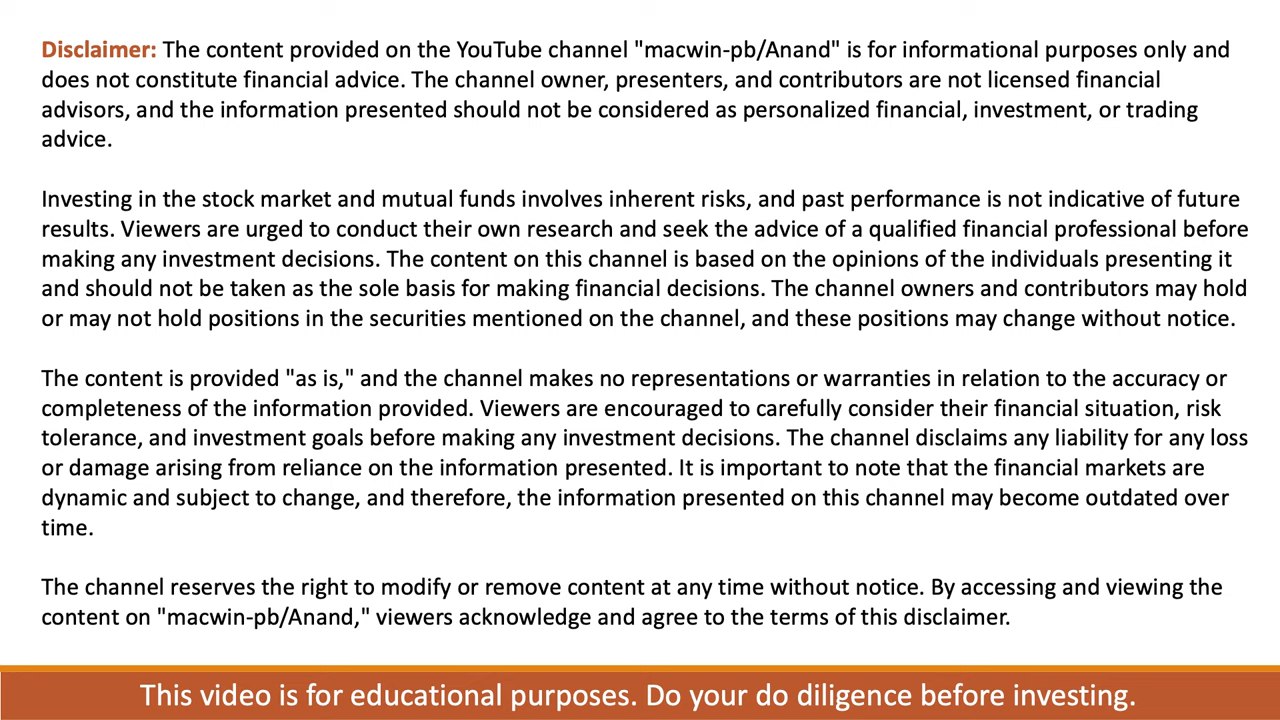 Disclaimer: The content provided on the YouTube channel "macwin-pb/Anand" is for informational purposes only and
does not constitute financial advice. The channel owner, presenters, and contributors are not licensed financial
advisors, and the information presented should not be considered as personalized financial, investment, or trading
advice.
Investing in the stock market and mutual funds involves inherent risks, and past performance is not indicative of future
results. Viewers are urged to conduct their own research and seek the advice of a qualified financial professional before
making any investment decisions. The content on this channel is based on the opinions of the individuals presenting it
and should not be taken as the sole basis for making financial decisions. The channel owners and contributors may hold
or may not hold positions in the securities mentioned on the channel, and these positions may change without notice.
The content is provided "as is," and the channel makes no representations or warranties in relation to the accuracy or
completeness of the information provided. Viewers are encouraged to carefully consider their financial situation, risk
tolerance, and investment goals before making any investment decisions. The channel disclaims any liability for any loss
or damage arising from reliance on the information presented. It is important to note that the financial markets are
dynamic and subject to change, and therefore, the information presented on this channel may become outdated over
time.
The channel reserves the right to modify or remove content at any time without notice. By accessing and viewing the
content on "macwin-pb/Anand," viewers acknowledge and agree to the terms of this disclaimer.
This video is for educational purposes. Do your do diligence before investing.